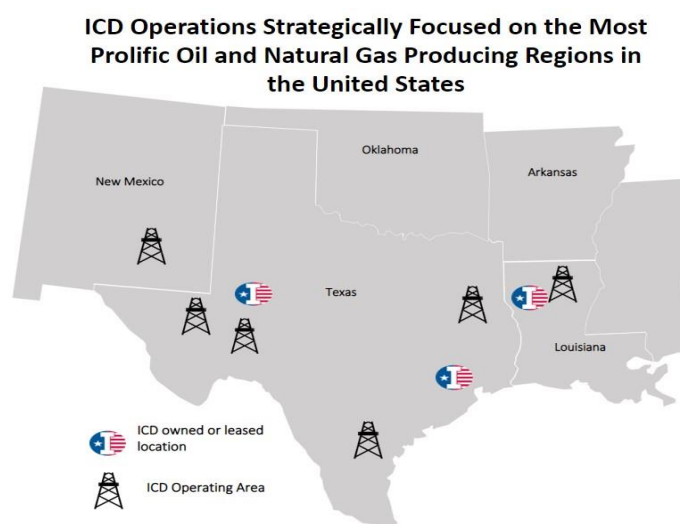 ICD Operations Strategically Focused on the Most
Prolific Oil and Natural Gas Producing Regions in
the United States
Oklahoma
Arkansas
New Mexico
Texas
Louisiana
ICD owned or leased
location
ICD Operating Area